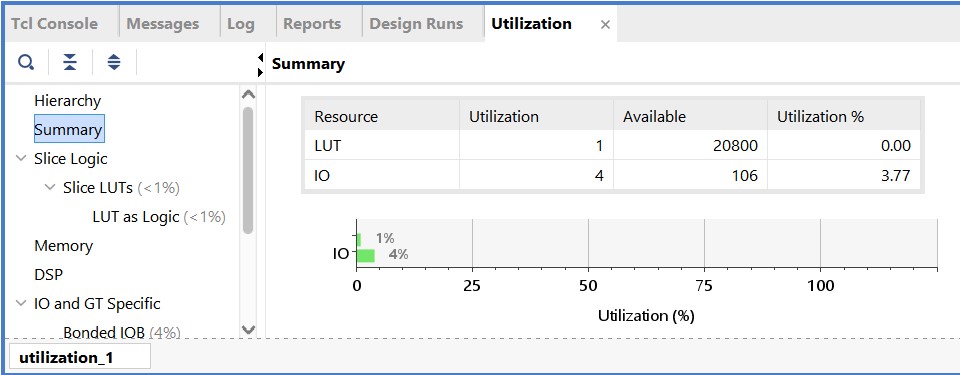 Tcl Console Messages Log Reports Design Runs Utilization
Summary
Hierarchy
Summary
Slice Logic
Slice LUTs (<1%)
LUT as Logic (<1%)
Memory
DSP
IO and GT Specific
Bonded IOB (4%)
Resource Utilization Available Utilization %
LUT 1 20800 0.00
IO 4 106 3.77
1%
IO 4%
0 25 50 75 100
Utilization (%)
utilization_1